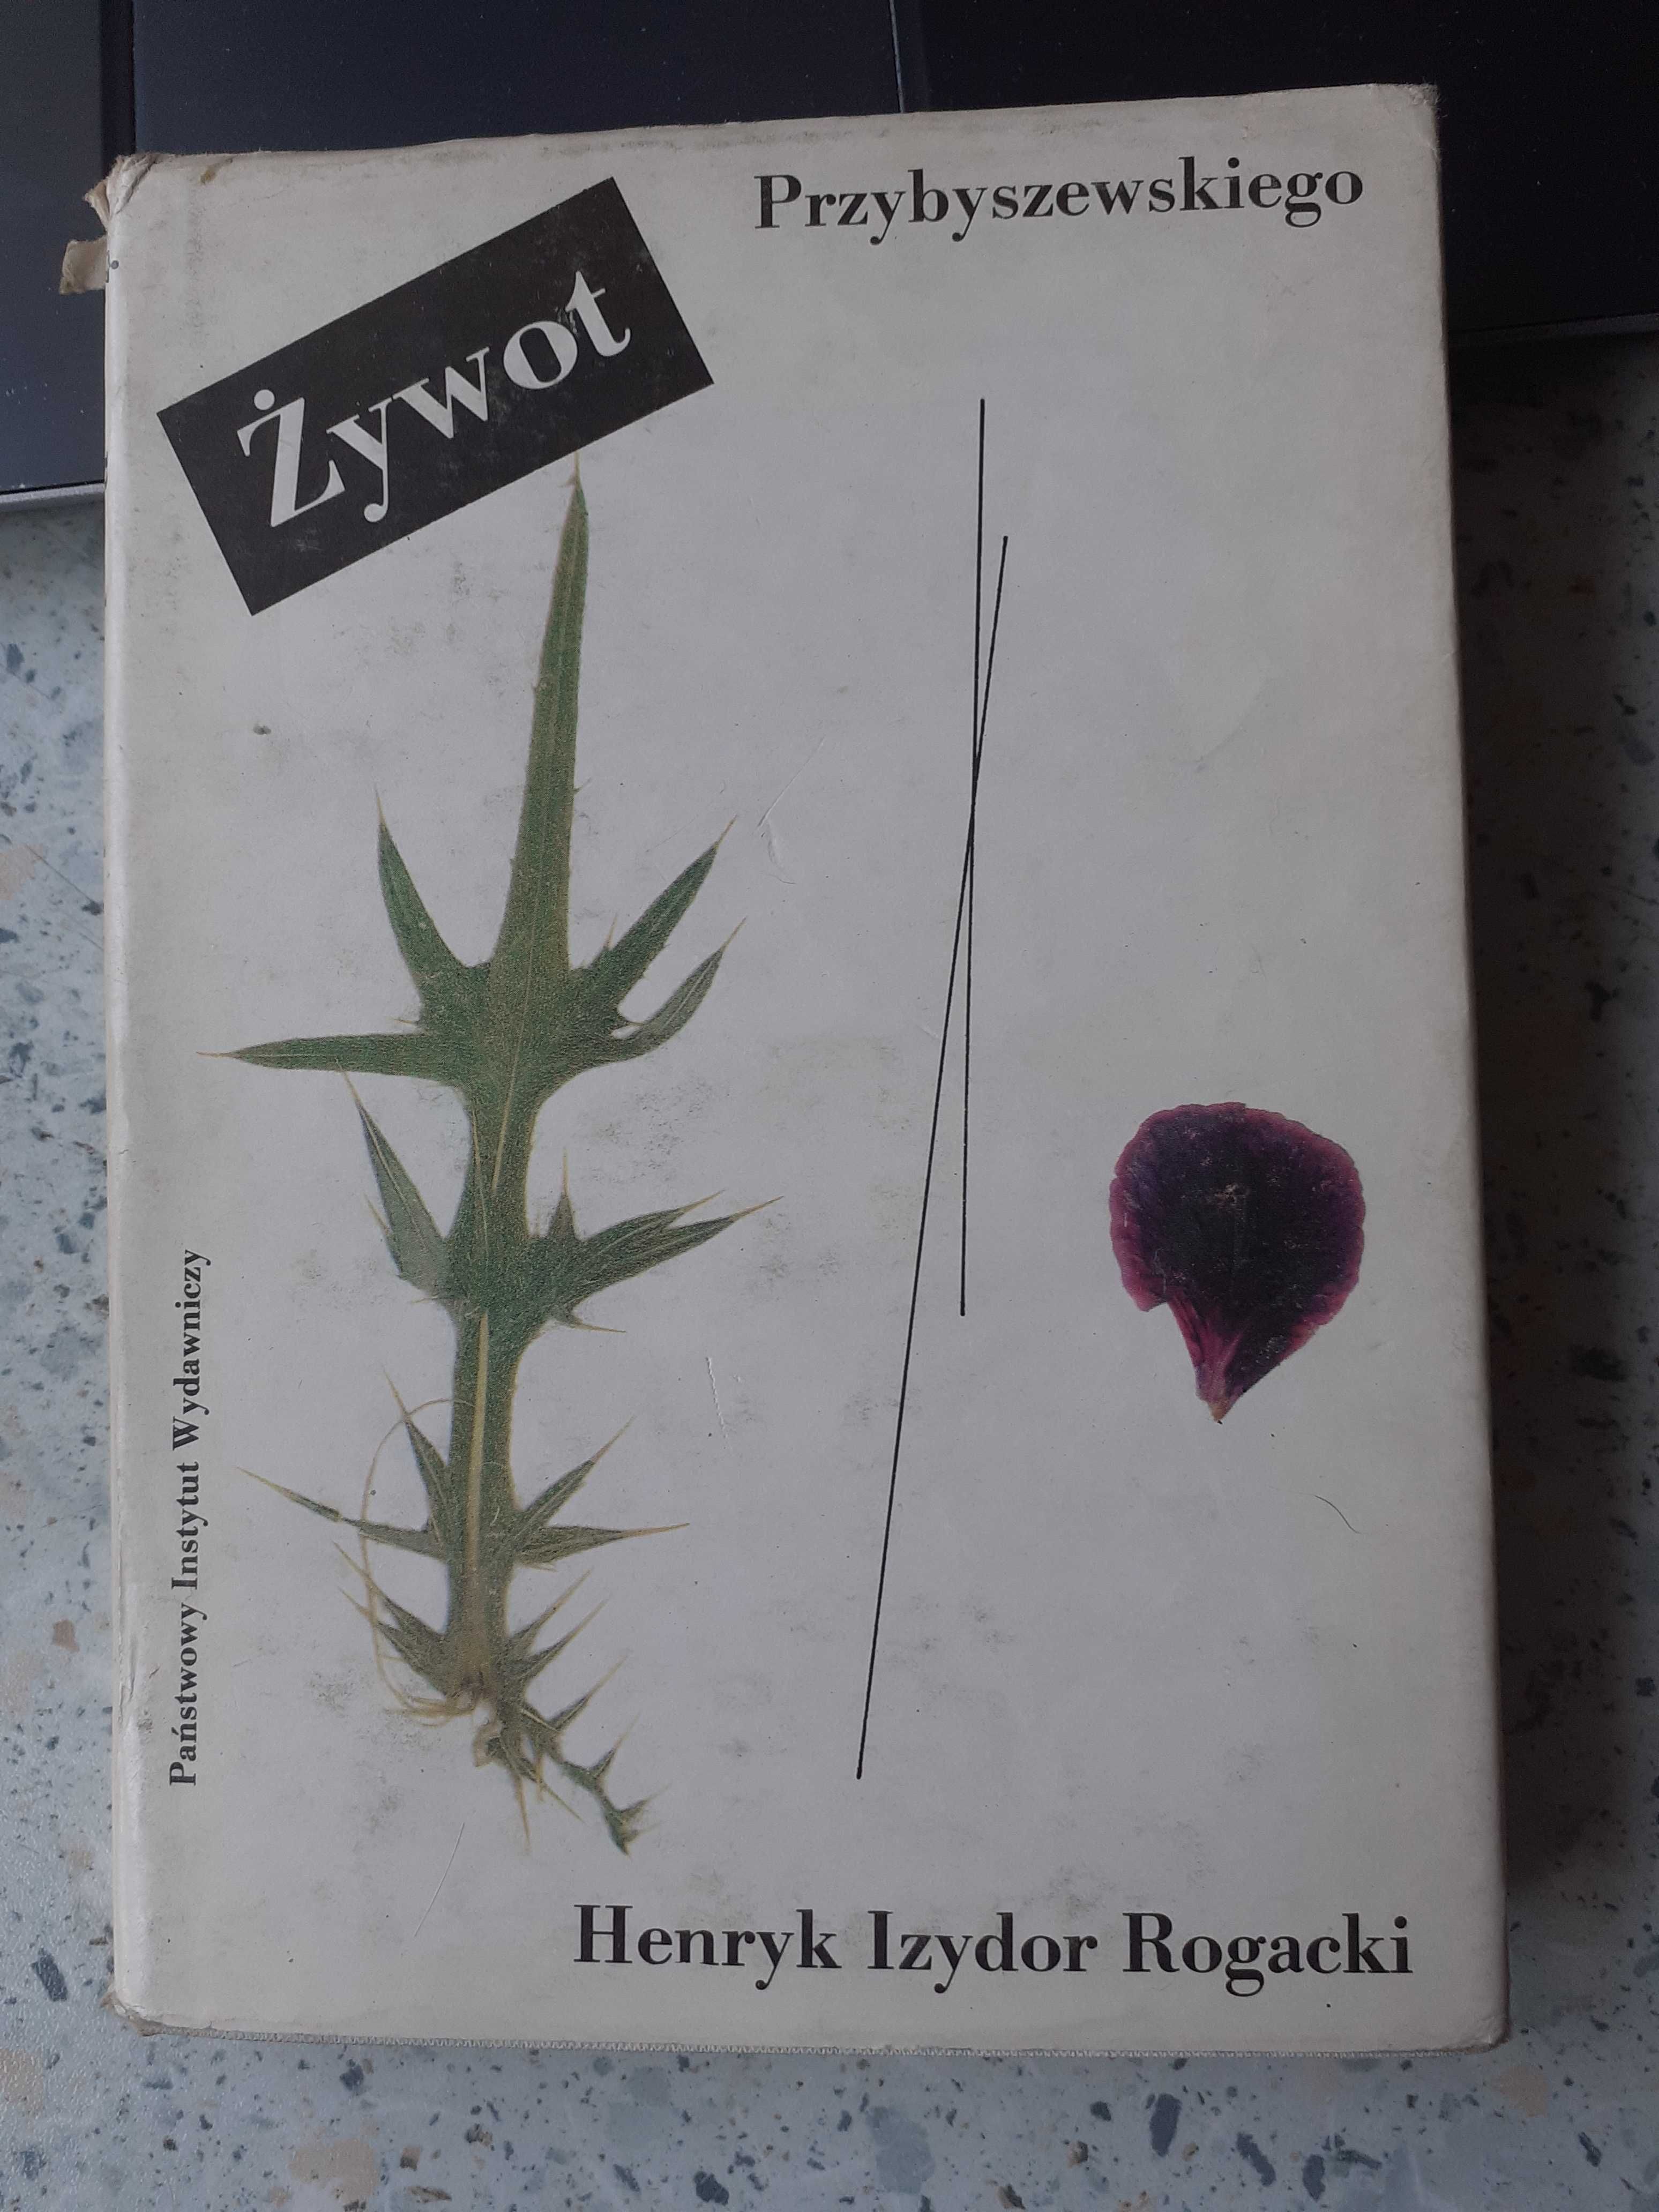 Żywot
Przybyszewskiego
Państwowy Instytut Wydawniczy
Henryk Izydor Rogacki